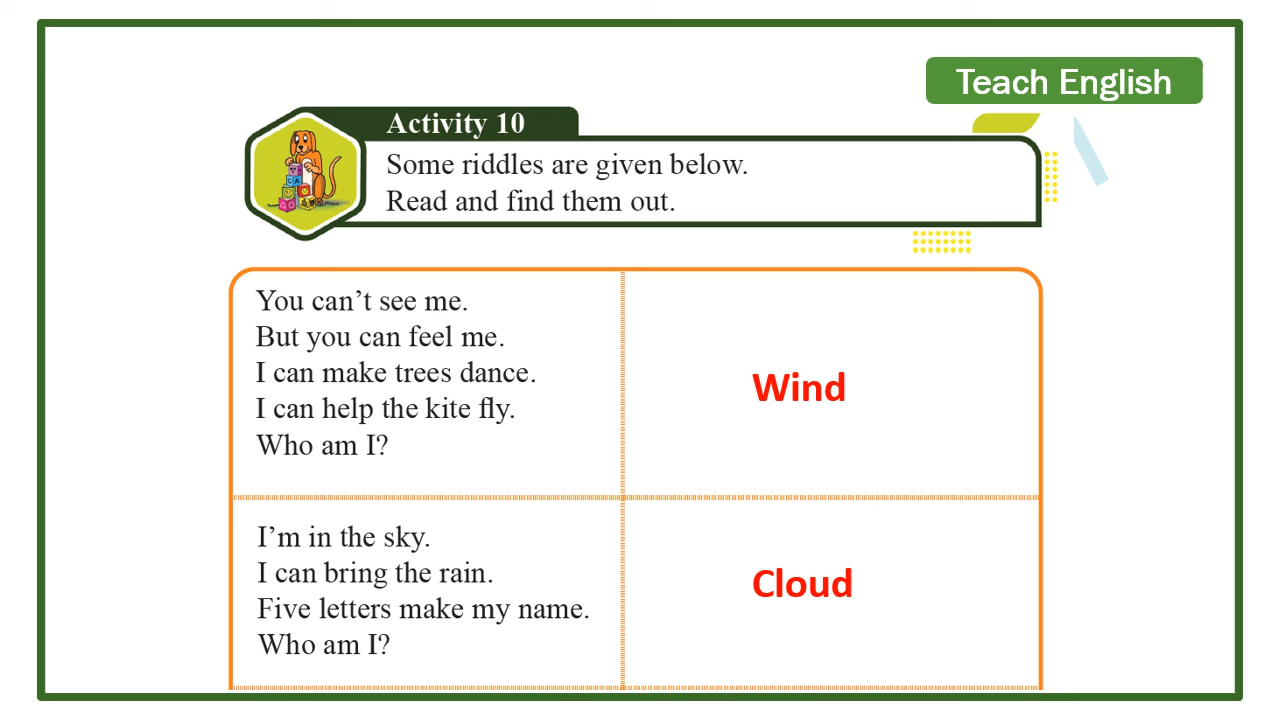 Teach English
Activity 10
Some riddles are given below.
Read and find them out.
You can’t see me.
But you can feel me.
I can make trees dance.
I can help the kite fly.
Who am I?
Wind
I’m in the sky.
I can bring the rain.
Five letters make my name.
Who am I?
Cloud